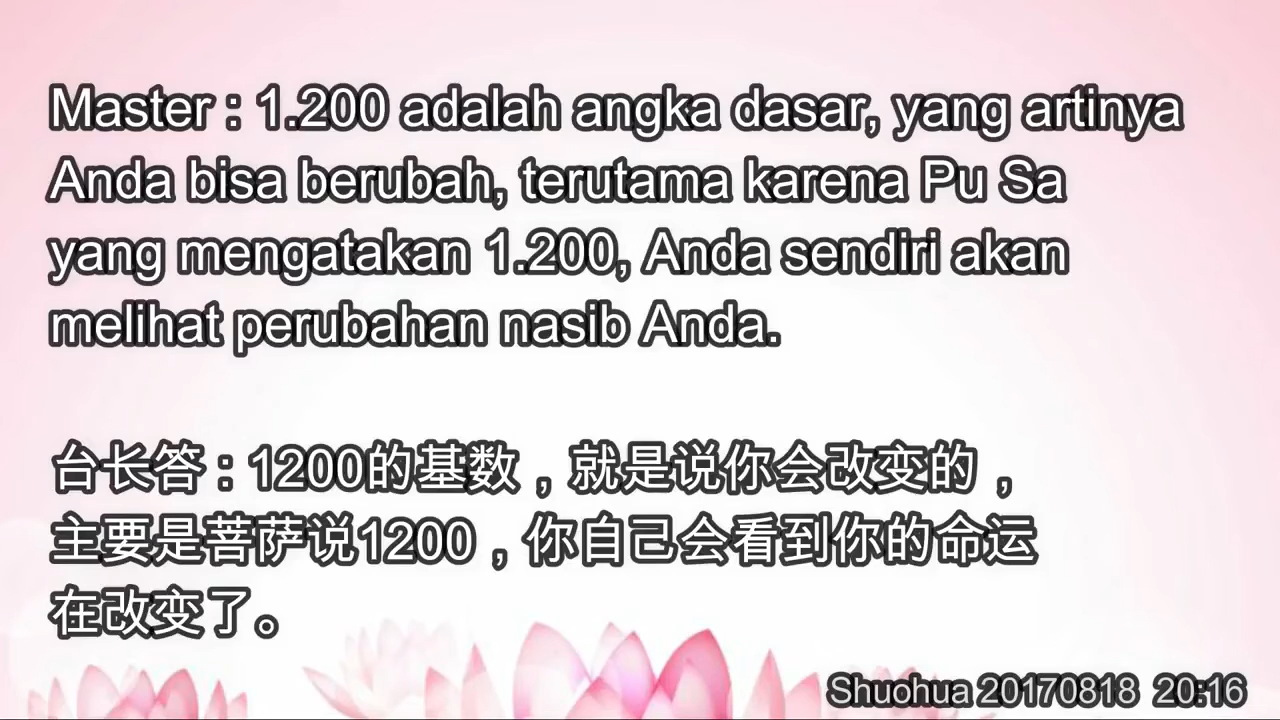 Master : 1.200 adalah angka dasar, yang artinya
Anda bisa berubah, terutama karena Pu Sa
yang mengatakan 1.200, Anda sendiri akan
melihat perubahan nasib Anda.
台长答：1200的基数，就是说你会改变的，
主要是菩萨说1200，你自己会看到你的命运
在改变了。
Shuohua 20170818 20:16